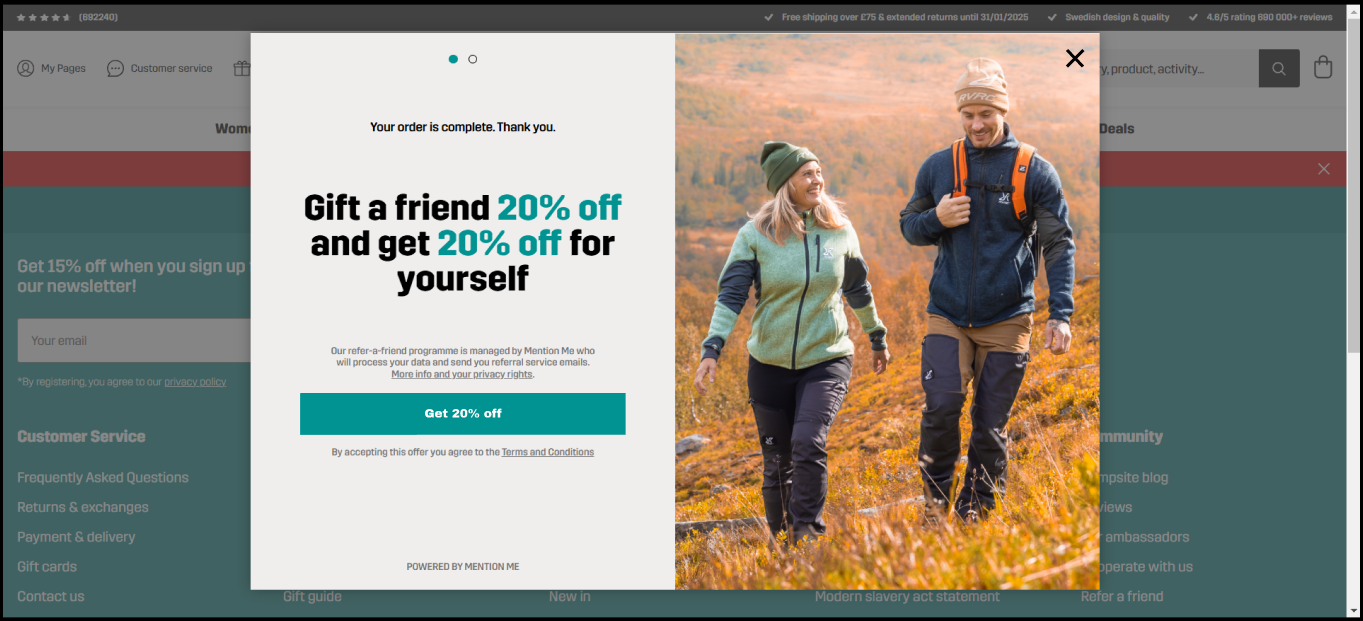 (692240)
Free shipping over £75 & extended returns until 31/01/2025
Swedish design & quality
4.6/5 rating 690 000+ reviews
My Pages
Customer service
y, product, activity...
Wome
Deals
Your order is complete. Thank you.
Gift a friend 20% off
and get 20% off for
yourself
Our refer-a-friend programme is managed by Mention Me who
will process your data and send you referral service emails.
More info and your privacy rights.
Get 20% off
By accepting this offer you agree to the Terms and Conditions
POWERED BY MENTION ME
RVRC
Get 15% off when you sign up
our newsletter!
Your email
*By registering, you agree to our privacy policy
Customer Service
Frequently Asked Questions
Returns & exchanges
Payment & delivery
Gift cards
Contact us
Gift guide
New in
Modern slavery act statement
mmunity
mpsite blog
views
ambassadors
operate with us
Refer a friend